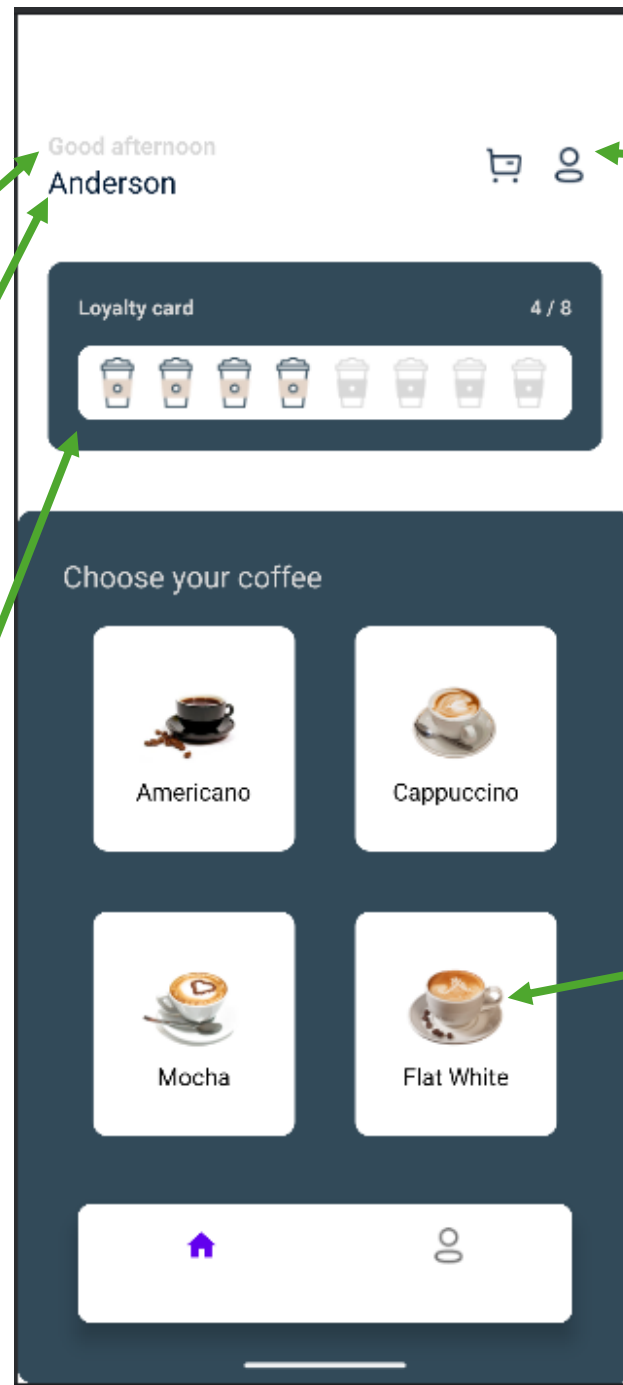 Good afternoon
Anderson
Loyalty card 4 / 8
Choose your coffee
Americano Cappuccino
Mocha Flat White